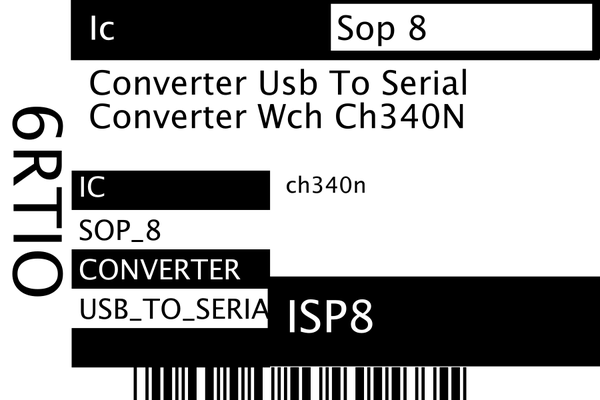 Ic
Sop 8
Converter Usb To Serial
Converter Wch Ch340N
6RTIO
IC
ch340n
SOP_8
CONVERTER
USB_TO_SERIA
ISP8